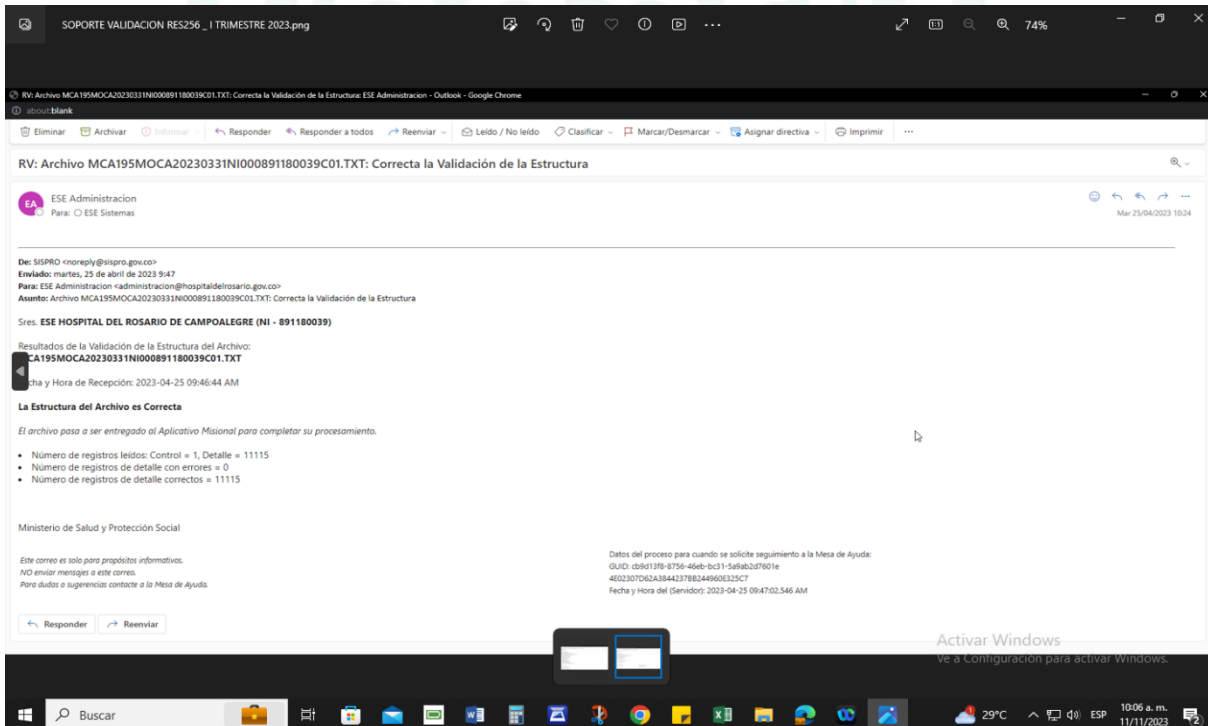 SOPORTE VALIDACION RES256 _ I TRIMESTRE 2023.png
74%
RV: Archivo MCA195MOCA20230331NI000891180039C01.TXT: Correcta la Validación de la Estructura: ESE Administracion - Outlook - Google Chrome
about:blank
Eliminar Archivar Informar Responder Responder a todos Reenviar Leído / No leído Clasificar Marcar/Desmarcar Asignar directiva Imprimir ...
RV: Archivo MCA195MOCA20230331NI000891180039C01.TXT: Correcta la Validación de la Estructura
EA
ESE Administracion
Para: ESE Sistemas
Mar 25/04/2023 10:24
De: SISPRO <noreply@sispro.gov.co>
Enviado: martes, 25 de abril de 2023 9:47
Para: ESE Administracion <administracion@hospitaldelrosario.gov.co>
Asunto: Archivo MCA195MOCA20230331NI000891180039C01.TXT: Correcta la Validación de la Estructura
Sres. ESE HOSPITAL DEL ROSARIO DE CAMPOALEGRE (NI - 891180039)
Resultados de la Validación de la Estructura del Archivo:
CA195MOCA20230331NI000891180039C01.TXT
cha y Hora de Recepción: 2023-04-25 09:46:44 AM
La Estructura del Archivo es Correcta
El archivo pasa a ser entregado al Aplicativo Misional para completar su procesamiento.
• Número de registros leídos: Control = 1, Detalle = 11115
• Número de registros de detalle con errores = 0
• Número de registros de detalle correctos = 11115
Ministerio de Salud y Protección Social
Este correo es solo para propósitos informativos.
NO enviar mensajes a este correo.
Para dudas o sugerencias contacte a la Mesa de Ayuda.
Datos del proceso para cuando se solicite seguimiento a la Mesa de Ayuda:
GUID: cb9d13f8-8756-46eb-bc31-5a9ab2d7601e
4E02307D62A3844237BB244960E325C7
Fecha y Hora del (Servidor): 2023-04-25 09:47:02.546 AM
Responder Reenviar
Activar Windows
Ve a Configuración para activar Windows.
Buscar
29°C
ESP
10:06 a. m.
11/11/2023